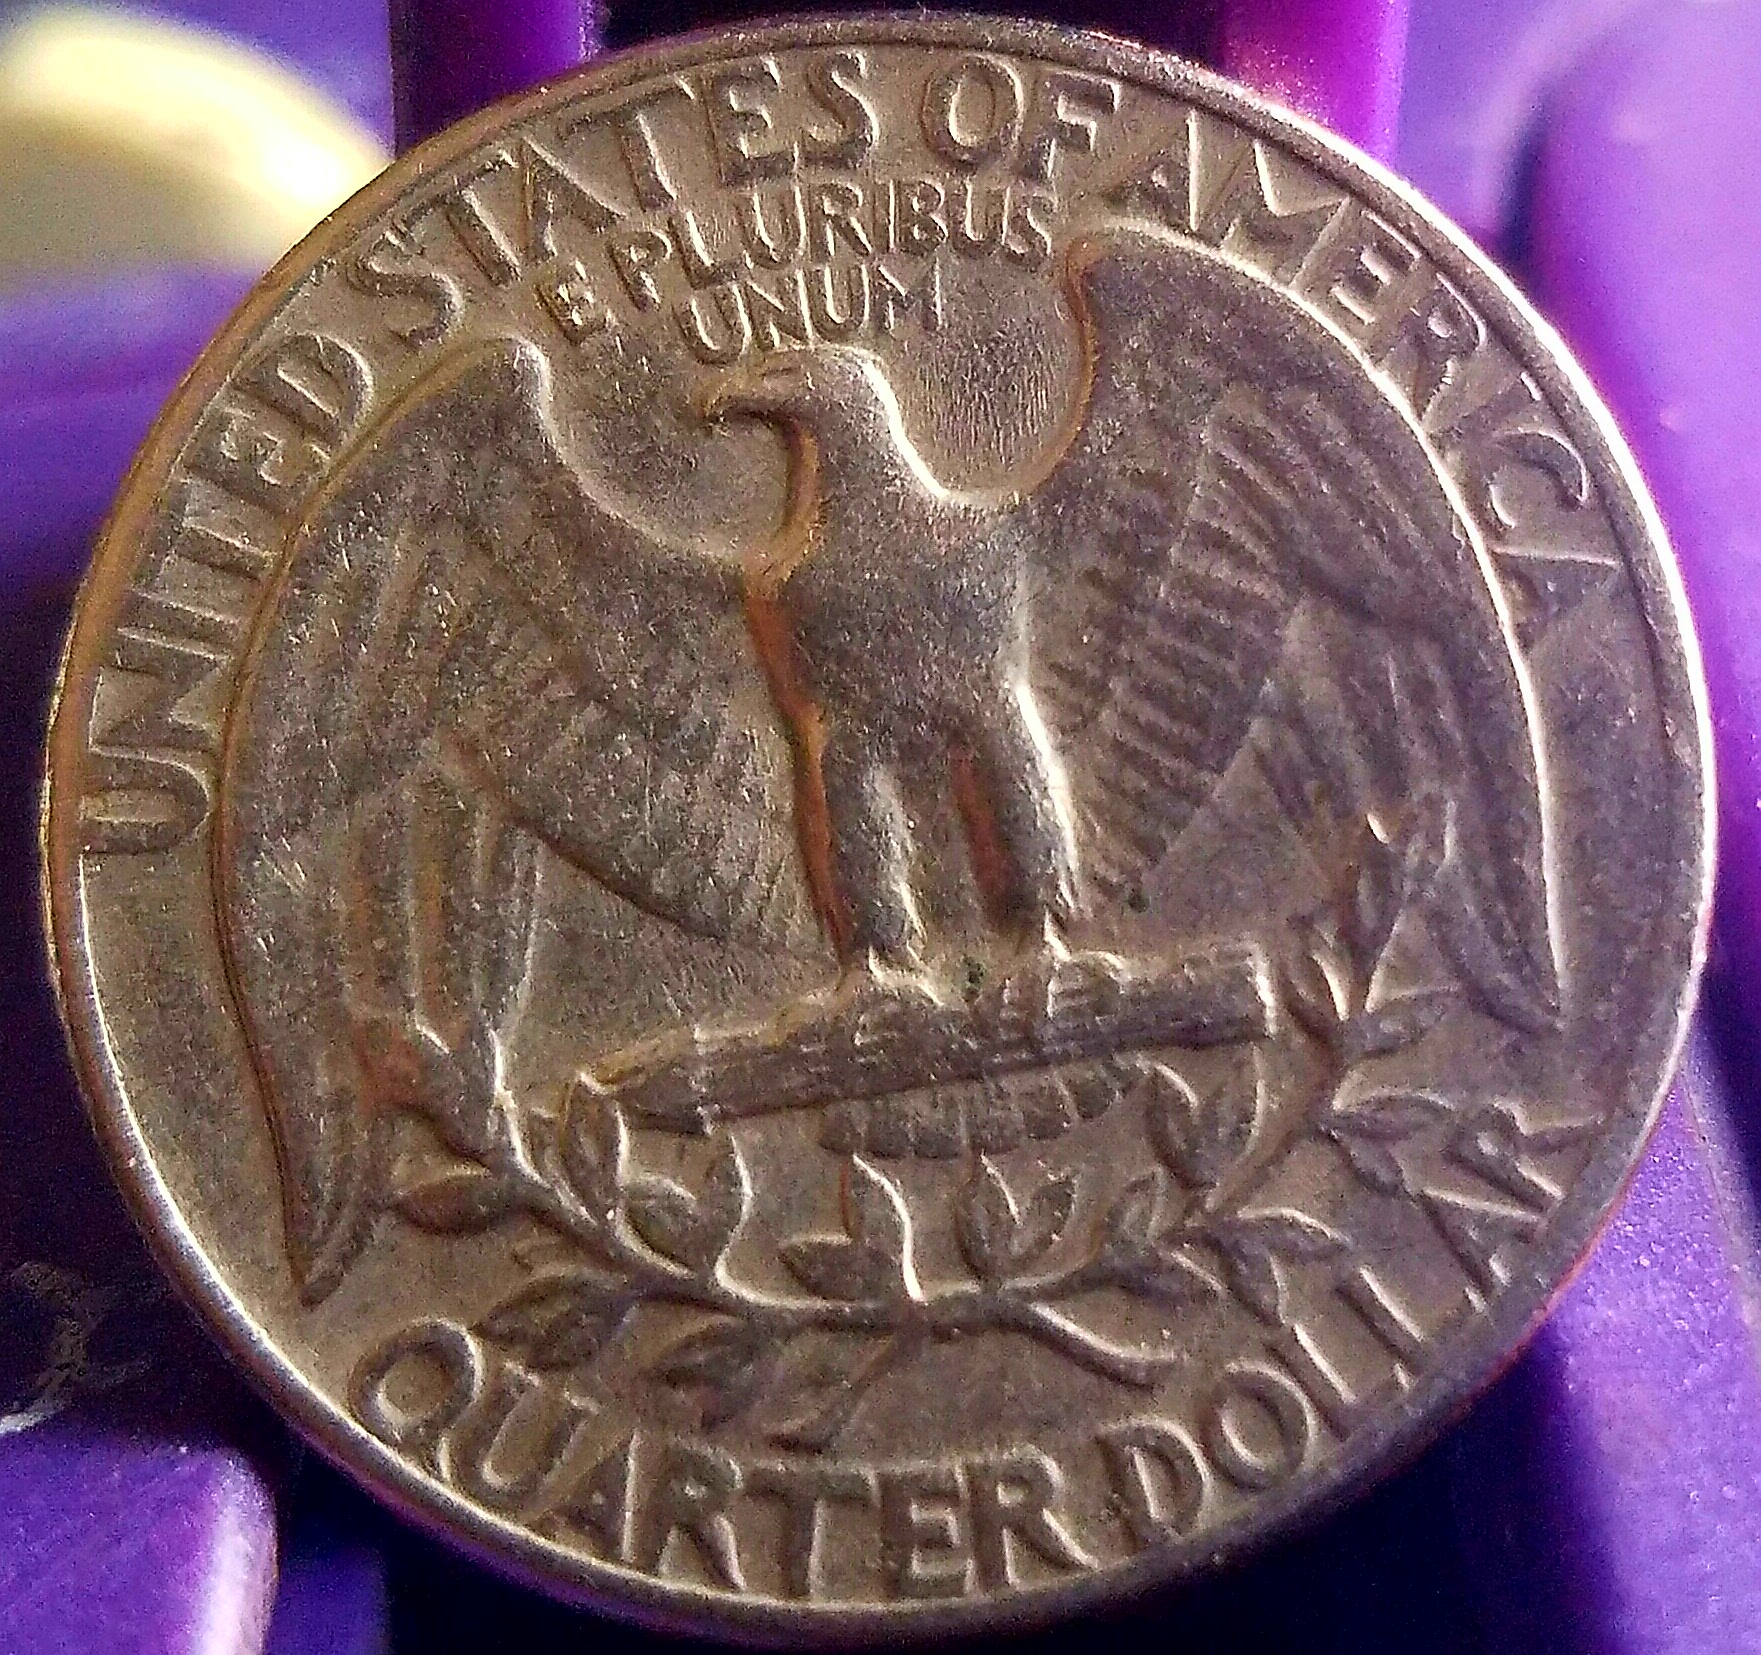 UNITED STATES OF AMERICA
E PLURIBUS
UNUM
QUARTER DOLLAR